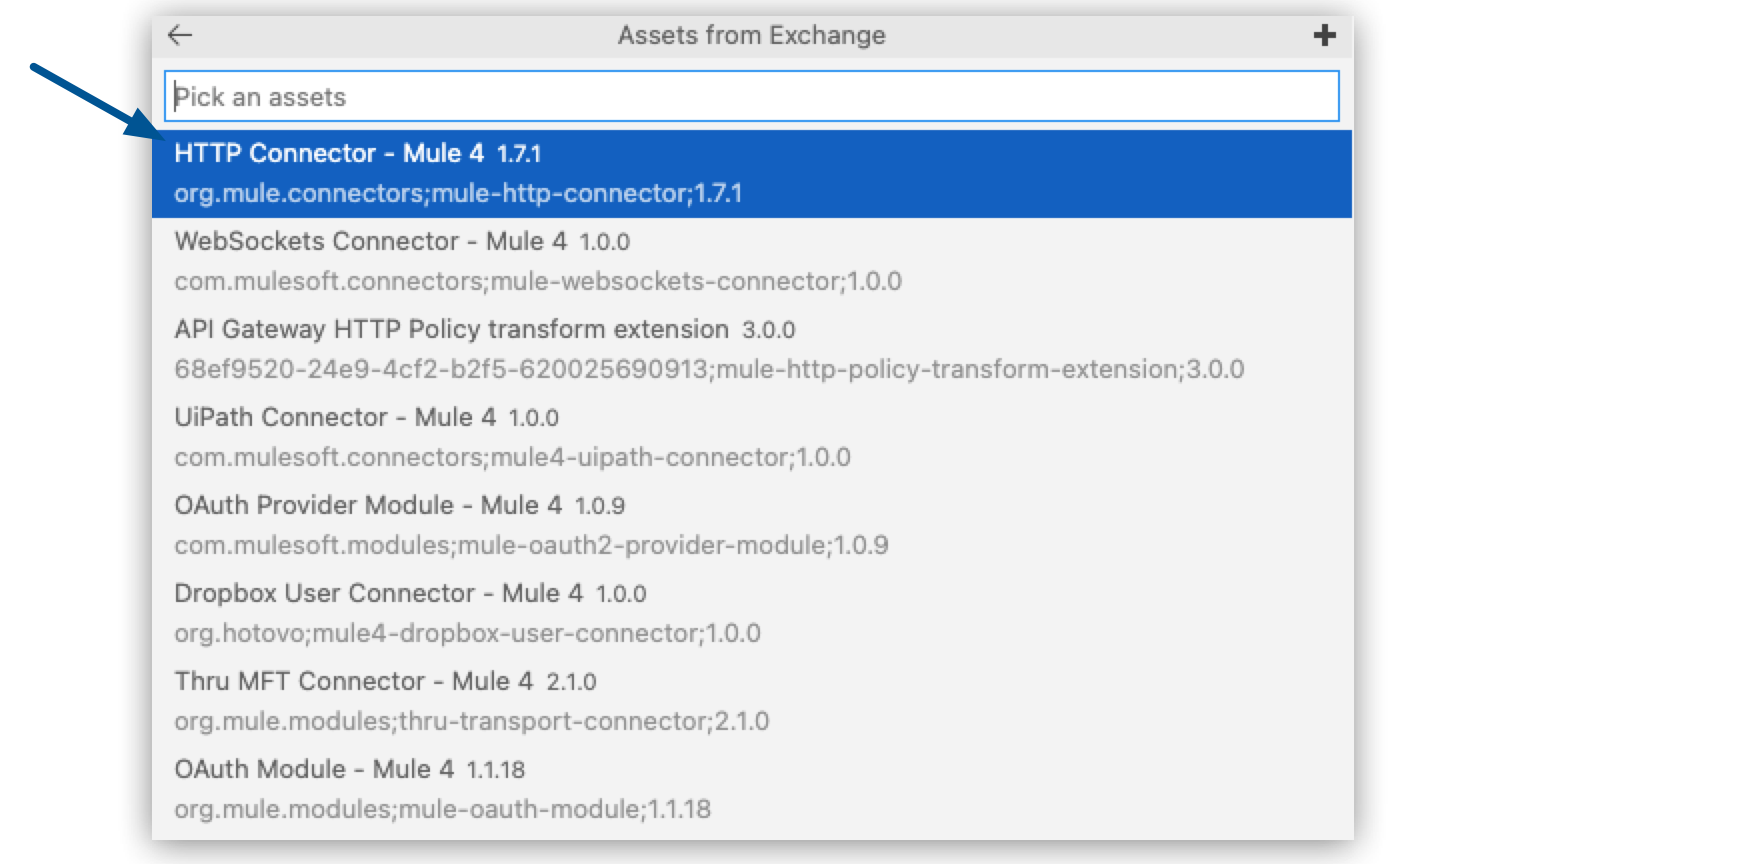 Assets from Exchange
Pick an assets
HTTP Connector - Mule 4 1.7.1
org.mule.connectors;mule-http-connector;1.7.1
WebSockets Connector - Mule 4 1.0.0
com.mulesoft.connectors;mule-websockets-connector;1.0.0
API Gateway HTTP Policy transform extension 3.0.0
68ef9520-24e9-4cf2-b2f5-620025690913;mule-http-policy-transform-extension;3.0.0
UiPath Connector - Mule 4 1.0.0
com.mulesoft.connectors;mule4-uipath-connector;1.0.0
OAuth Provider Module - Mule 4 1.0.9
com.mulesoft.modules;mule-oauth2-provider-module;1.0.9
Dropbox User Connector - Mule 4 1.0.0
org.hotovo;mule4-dropbox-user-connector;1.0.0
Thru MFT Connector - Mule 4 2.1.0
org.mule.modules;thru-transport-connector;2.1.0
OAuth Module - Mule 4 1.1.18
org.mule.modules;mule-oauth-module;1.1.18